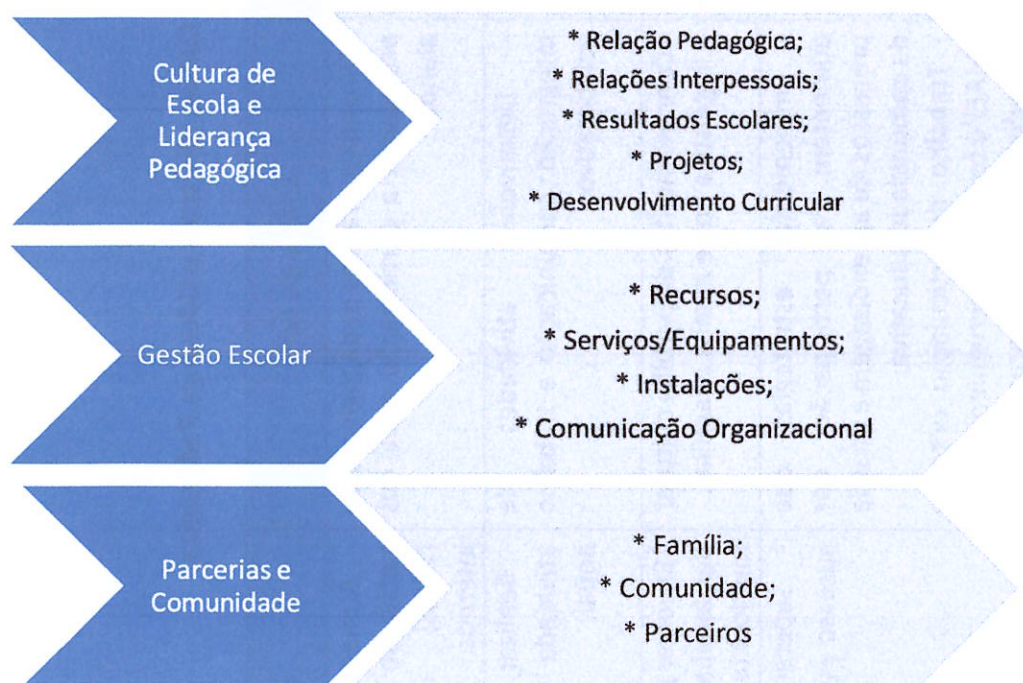 Cultura de
Escola e
Liderança
Pedagógica
* Relação Pedagógica;
* Relações Interpessoais;
* Resultados Escolares;
* Projetos;
* Desenvolvimento Curricular
Gestão Escolar
* Recursos;
* Serviços/Equipamentos;
* Instalações;
* Comunicação Organizacional
Parcerias e
Comunidade
* Família;
* Comunidade;
* Parceiros